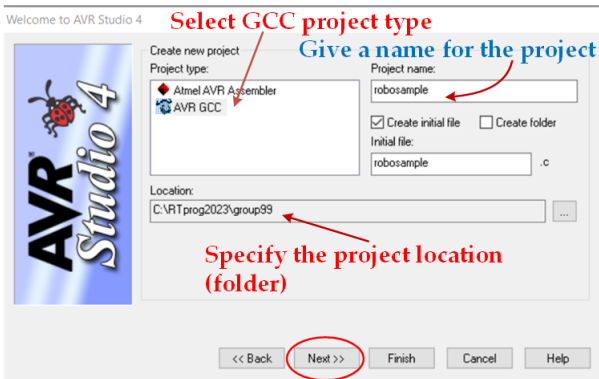 Welcome to AVR Studio 4
Select GCC project type
Create new project
Give a name for the project
Project type:
Project name:
Atmel AVR Assembler
AVR GCC
robosample
Create initial file
Create folder
Initial file:
robosample
.c
Location:
C:\RTprog2023\group99
...
Specify the project location
(folder)
AVR
Studio 4
<< Back
Next >>
Finish
Cancel
Help